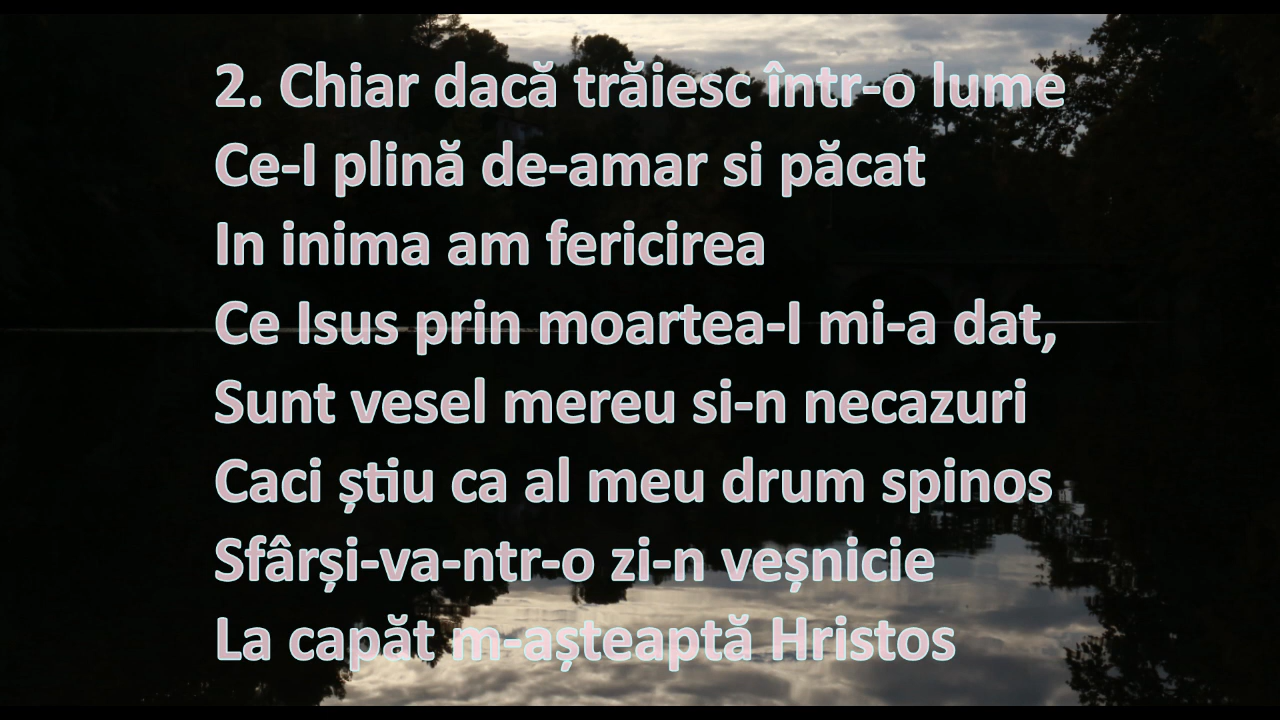 2. Chiar dacă trăiesc într-o lume
Ce-I plină de-amar si păcat
In inima am fericirea
Ce Isus prin moartea-I mi-a dat,
Sunt vesel mereu si-n necazuri
Caci știu ca al meu drum spinos
Sfârși-va-ntr-o zi-n veșnicie
La capăt m-așteaptă Hristos